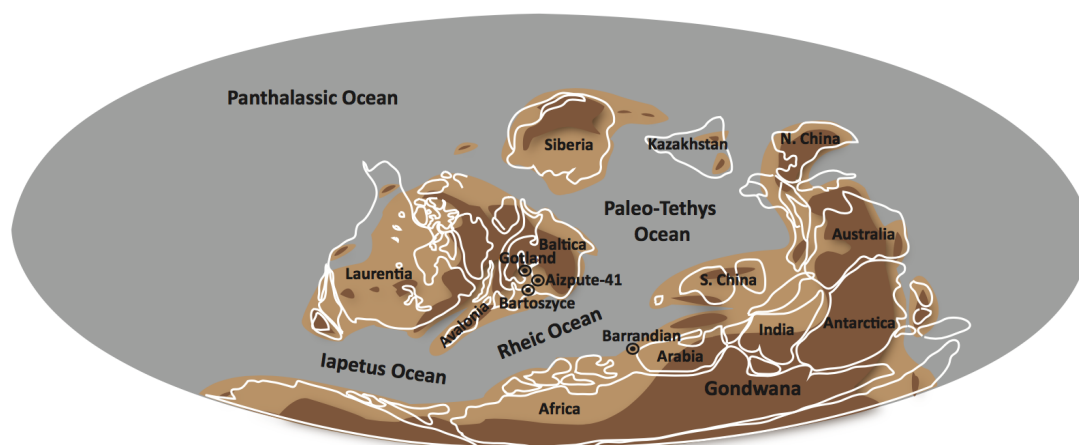 Panthalassic Ocean
Siberia
Kazakhstan
N. China
Paleo-Tethys
Ocean
Australia
Baltica
Gotland
Laurentia
Aizpute-41
S. China
Bartoszyce
Avalonia
Rheic Ocean
Barrandian
India
Antarctica
Arabia
Iapetus Ocean
Gondwana
Africa